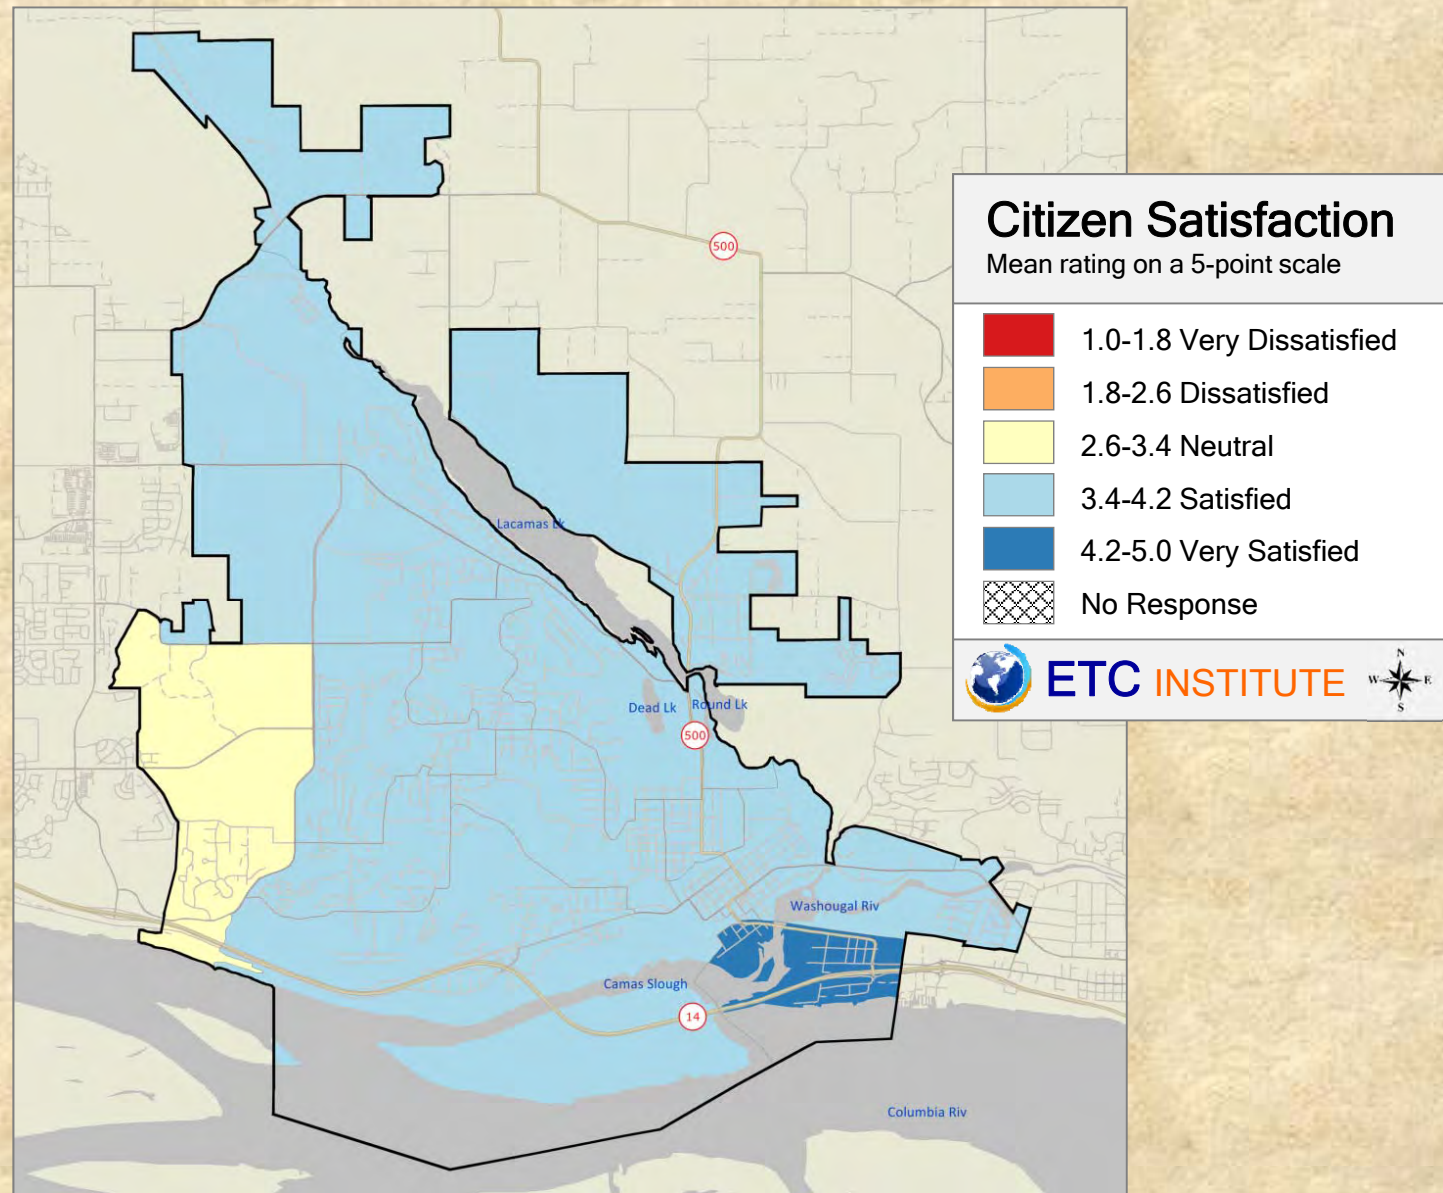 Citizen Satisfaction
Mean rating on a 5-point scale
1.0-1.8 Very Dissatisfied
1.8-2.6 Dissatisfied
2.6-3.4 Neutral
3.4-4.2 Satisfied
4.2-5.0 Very Satisfied
No Response
ETC INSTITUTE
N
W E
S
500
Lacamas Lk
Dead Lk Round Lk
500
Washougal Riv
Camas Slough
14
Columbia Riv